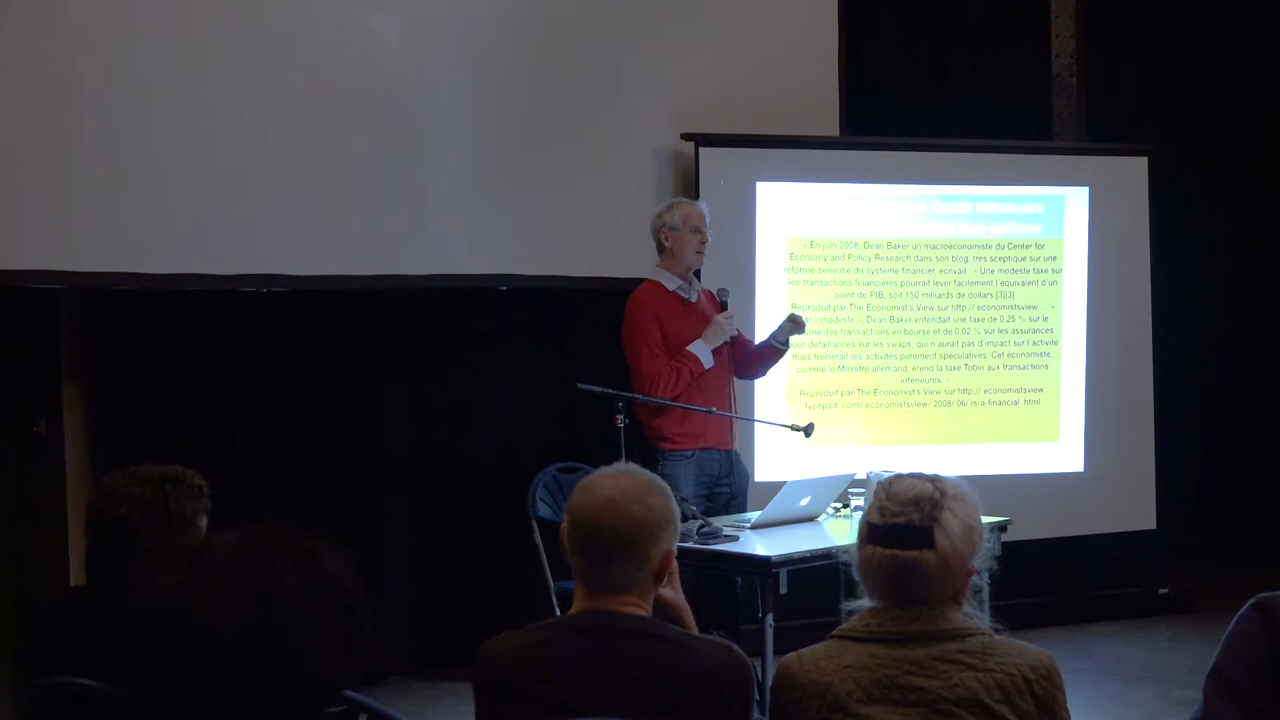 « En juin 2008, Dean Baker un macroeconomiste du Center for
Economy and Policy Research dans son blog, tres sceptique sur une
reforme serieuse du systeme financier, ecrivait : « Une modeste taxe sur
les transactions financières pourrait lever facilement l'equivalent d'un
point de PIB, soit 150 milliards de dollars [3][3]
Reproduit par The Economist's View sur http:// economistsview... »
« modeste », Dean Baker entendait une taxe de 0,25 % sur le
des transactions en bourse et de 0,02 % sur les assurances
pour defaillances sur les swaps, qui n'aurait pas d'impact sur l'activité
mais freinerait les activites purement speculatives. Cet economiste,
comme le Ministre allemand, etend la taxe Tobin aux transactions
interieures. »
Reproduit par The Economist's View sur http:// economistsview
typepad. com/ economistsview/ 2008/ 06/ is-a-financial. html